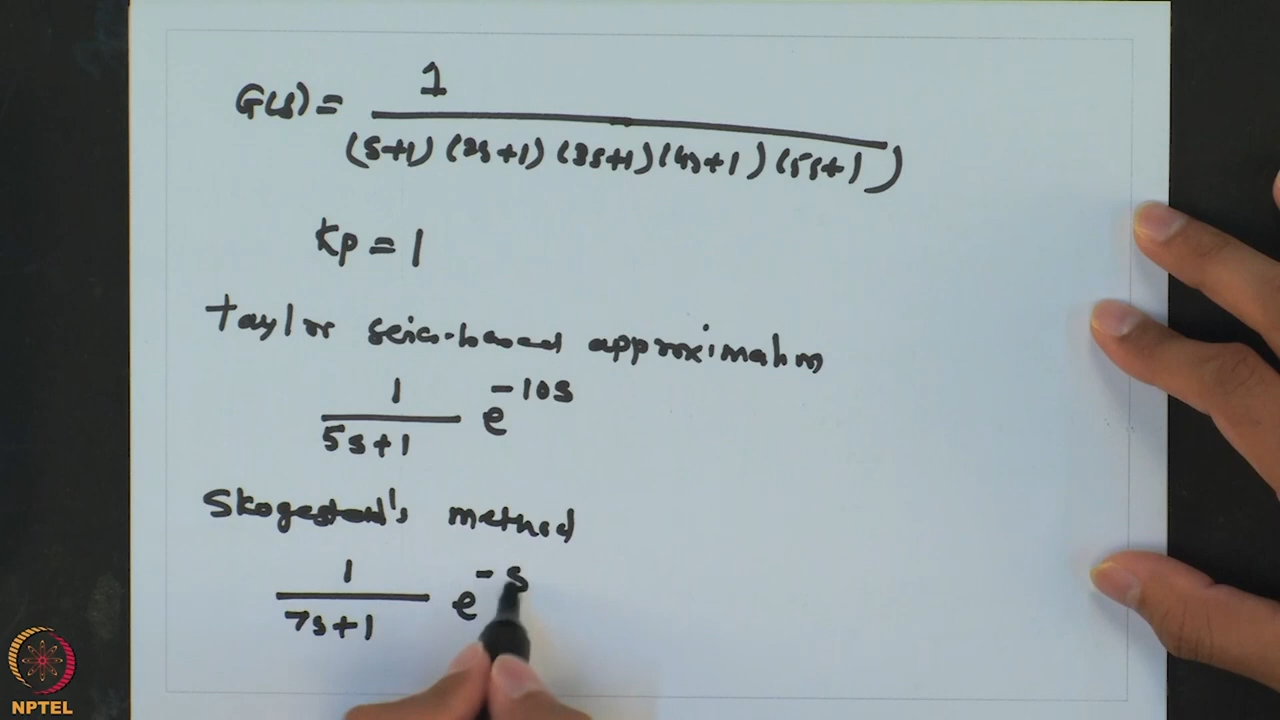 G(s) = 1
(s+1) (2s+1) (3s+1) (4s+1) (5s+1)
Kp = 1
Taylor seies-based approximation
1
5s+1 e^-10s
Skogestad's method
1
7s+1 e^-s
NPTEL